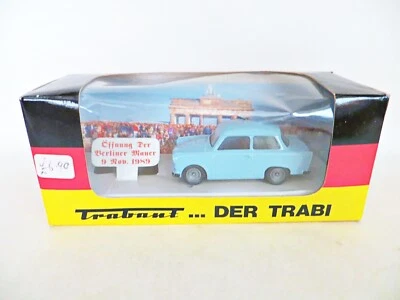 Öffnung Der
Berliner Mauer
9 Nov. 1989
Trabant ... DER TRABI